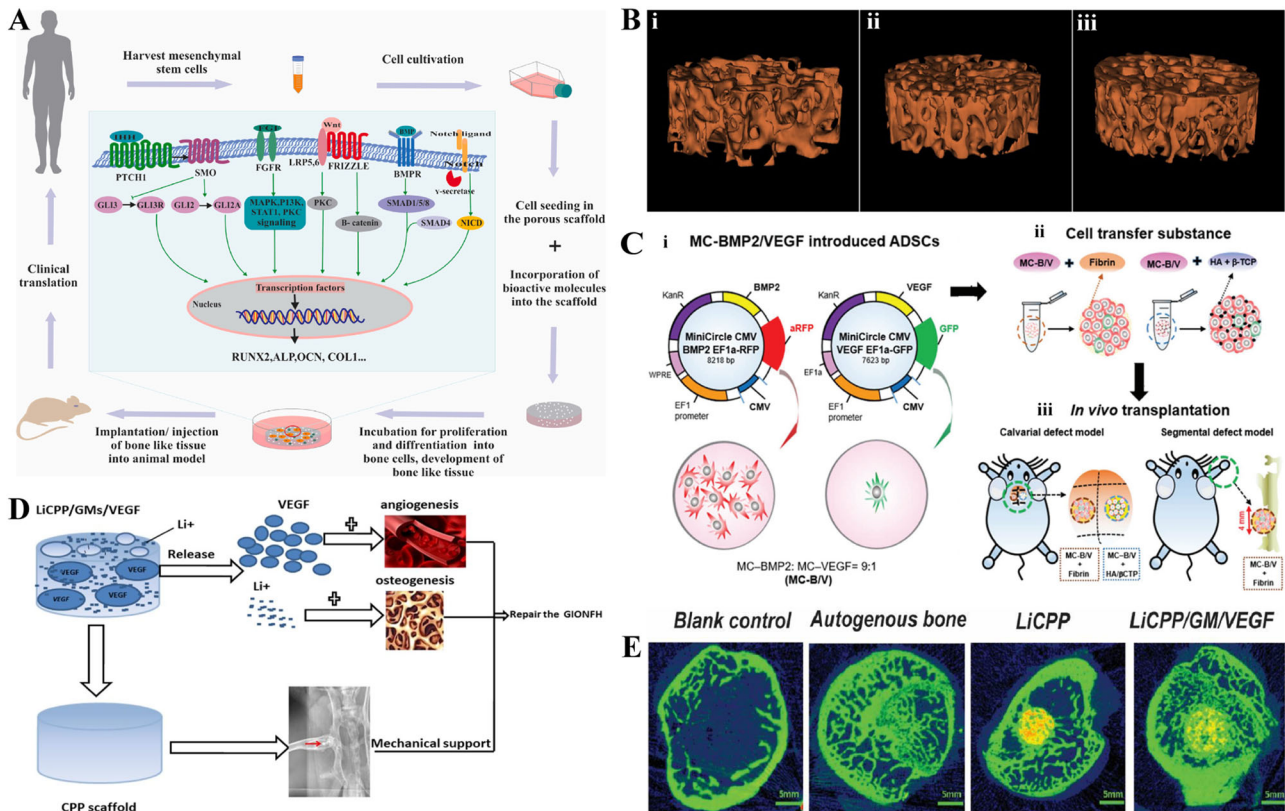 A
Harvest mesenchymal
stem cells
Cell cultivation
Cell seeding in
the porous scaffold
+
Incorporation of
bioactive molecules
into the scaffold
Incubation for proliferation
and diffrentiation into
bone cells, development of
bone like tissue
Implantation/ injection
of bone like tissue
into animal model
Clinical
translation
PTCH1
SMO
FGFR
Wnt
LRP5,6
FRIZZLE
BMP
BMPR
Notch ligand
Notch
γ-secretase
GLI3
GLI3R
GLI2
GLI2A
MAPK,P13K,
STAT1, PKC
signaling
PKC
B- catenin
SMAD1/5/8
SMAD4
NICD
Nucleus
Transcription factors
RUNX2,ALP,OCN, COL1...
B
i
ii
iii
C
i
MC-BMP2/VEGF introduced ADSCs
KanR
BMP2
aRFP
MiniCircle CMV
BMP2 EF1a-RFP
8218 bp
WPRE
EF1
prometer
CMV
KanR
VEGF
GFP
MiniCircle CMV
VEGF EF1a-GFP
7623 bp
EF1a
EF1
prometer
CMV
MC–BMP2: MC–VEGF= 9:1
(MC-B/V)
ii
Cell transfer substance
MC-B/V + Fibrin
MC-B/V + HA + β-TCP
iii
In vivo transplantation
Calvarial defect model
Segmental defect model
4 mm
MC-B/V
+
Fibrin
MC–B/V
+
HA/βCTP
MC-B/V
+
Fibrin
D
LiCPP/GMs/VEGF
Li+
VEGF
VEGF
VEGF
VEGF
Release
VEGF
Li+
angiogenesis
osteogenesis
Repair the GIONFH
Mechanical support
CPP scaffold
E
Blank control
Autogenous bone
LiCPP
LiCPP/GM/VEGF
5mm
5mm
5mm
5mm